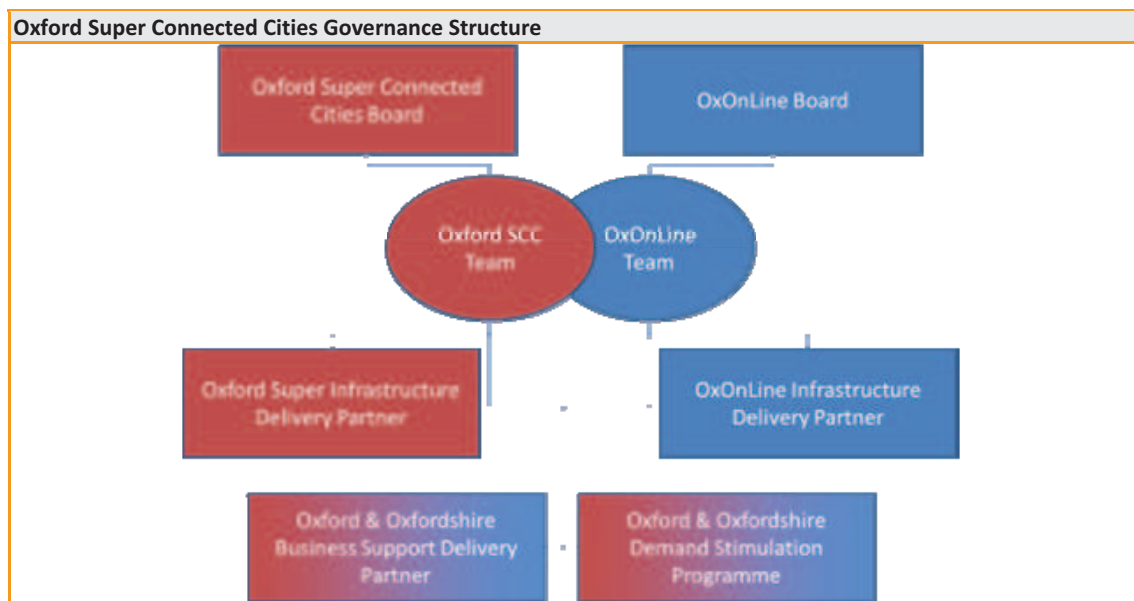 Oxford Super Connected Cities Governance Structure
Oxford Super Connected
Cities Board
OxOnLine Board
Oxford SCC
Team
OxOnLine
Team
Oxford Super Infrastructure
Delivery Partner
OxOnLine Infrastructure
Delivery Partner
Oxford & Oxfordshire
Business Support Delivery
Partner
Oxford & Oxfordshire
Demand Stimulation
Programme